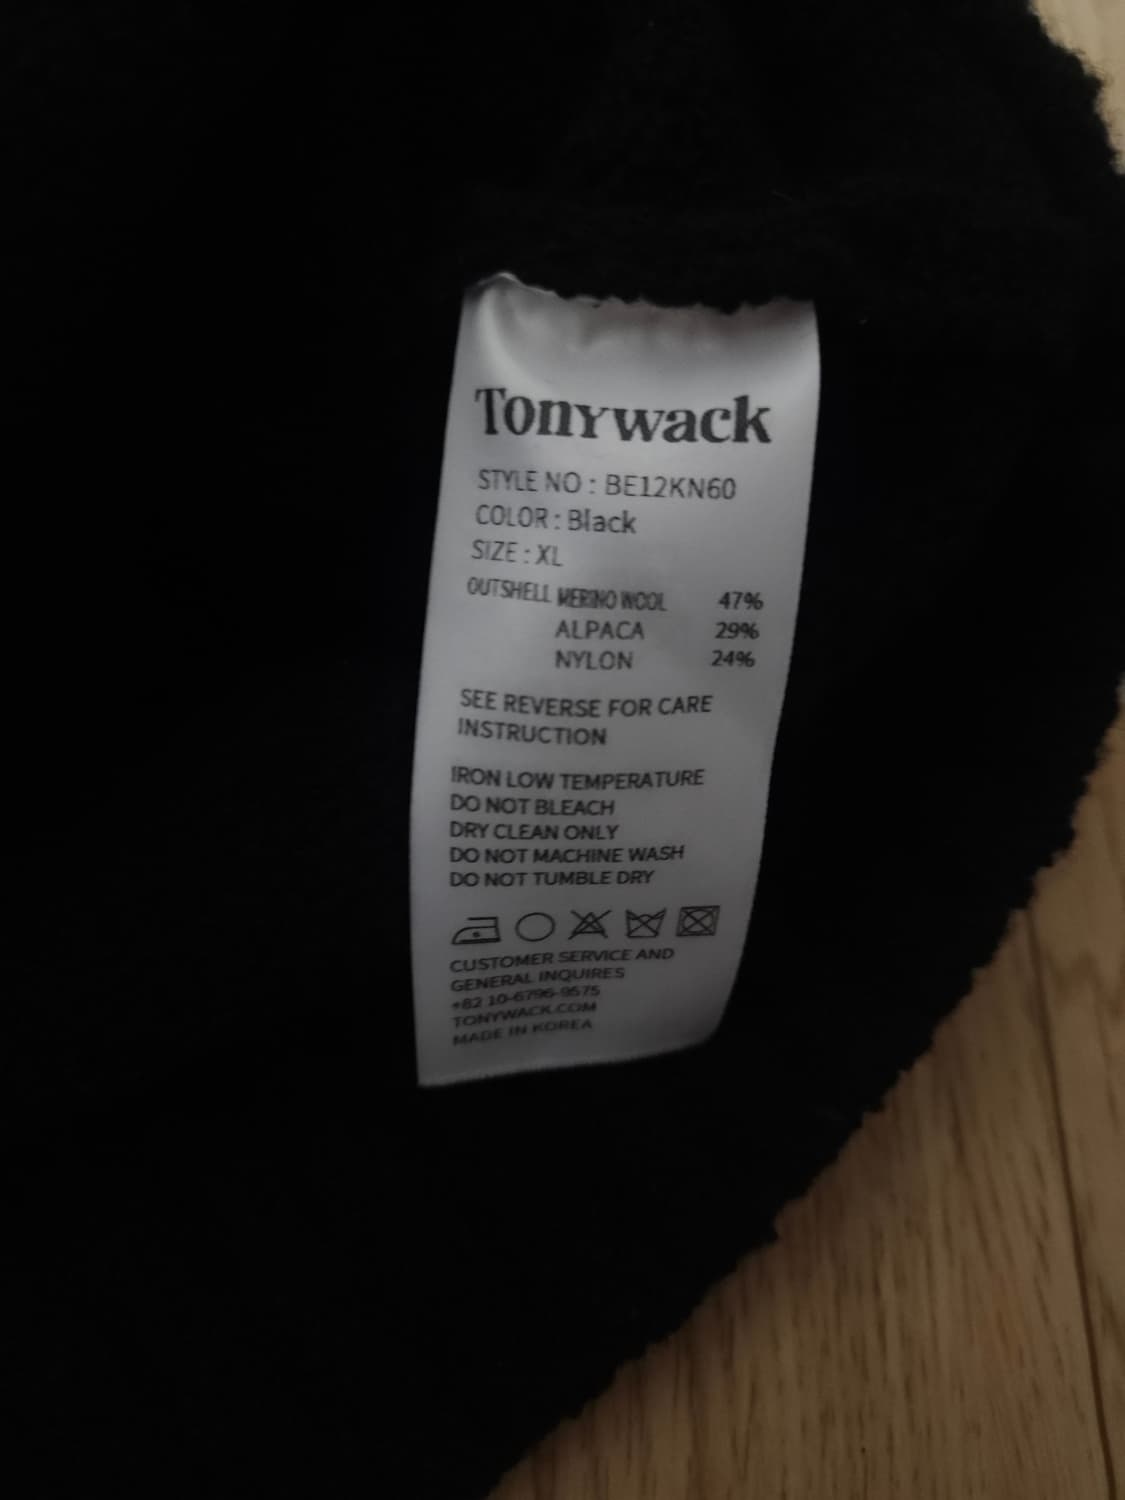 Tonywack
STYLE NO : BE12KN60
COLOR : Black
SIZE : XL
OUTSHELL MERINO WOOL 47%
ALPACA 29%
NYLON 24%
SEE REVERSE FOR CARE
INSTRUCTION
IRON LOW TEMPERATURE
DO NOT BLEACH
DRY CLEAN ONLY
DO NOT MACHINE WASH
DO NOT TUMBLE DRY
CUSTOMER SERVICE AND
GENERAL INQUIRES
+82 10-6796-9575
TONYWACK.COM
MADE IN KOREA